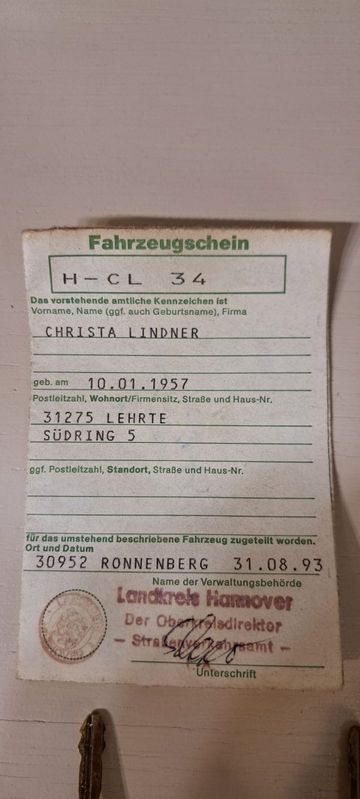 Fahrzeugschein
H-CL 34
Das vorstehende amtliche Kennzeichen ist
Vorname, Name (ggf. auch Geburtsname), Firma
CHRISTA LINDNER
geb. am 10.01.1957
Postleitzahl, Wohnort/Firmensitz, Straße und Haus-Nr.
31275 LEHRTE
SÜDRING 5
ggf. Postleitzahl, Standort, Straße und Haus-Nr.
für das umstehend beschriebene Fahrzeug zugeteilt worden.
Ort und Datum
30952 RONNENBERG 31.08.93
Name der Verwaltungsbehörde
Landkreis Hannover
Der Oberkreisdirektor
- Straßenverkehrsamt -
Unterschrift